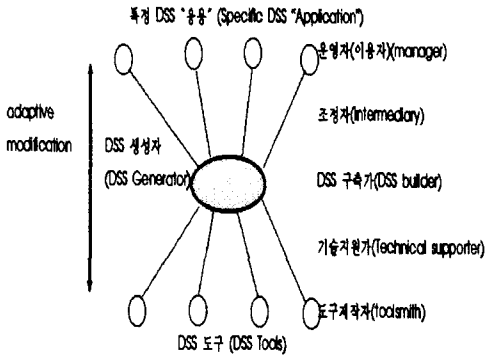 특정 DSS "응용" (Specific DSS "Application")
운영자(이용자)(manager)
adaptive
modification
조정자(Intermediary)
DSS 생성자
(DSS Generator)
DSS 구축가(DSS builder)
기술지원가(Technical supporter)
도구제작자(toolsmith)
DSS 도구 (DSS Tools)